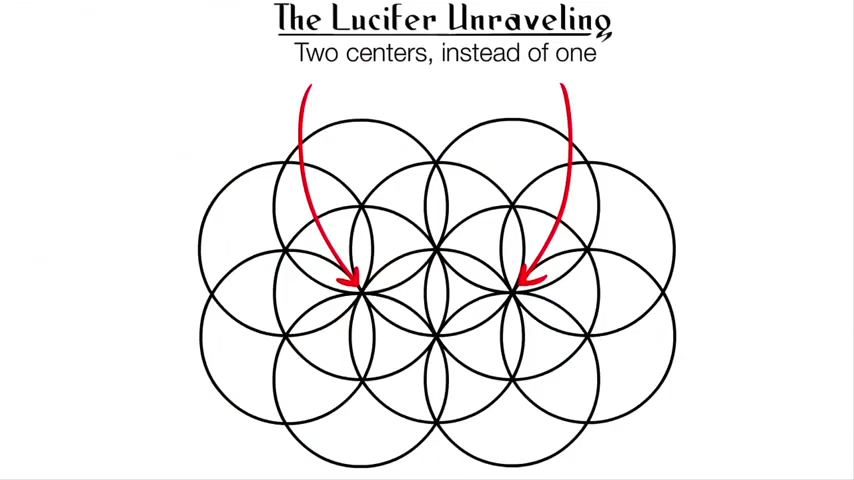 The Lucifer Unraveling
Two centers, instead of one